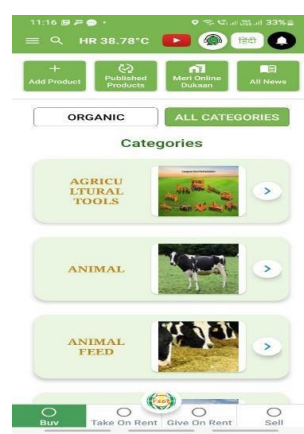 11:16
33%
HR 38.78°C
हिंदी
Add Product
Published
Products
Meri Online
Dukaan
All News
ORGANIC
ALL CATEGORIES
Categories
AGRICU
LTURAL
TOOLS
ANIMAL
ANIMAL
FEED
Buy
Take On Rent
Give On Rent
Sell